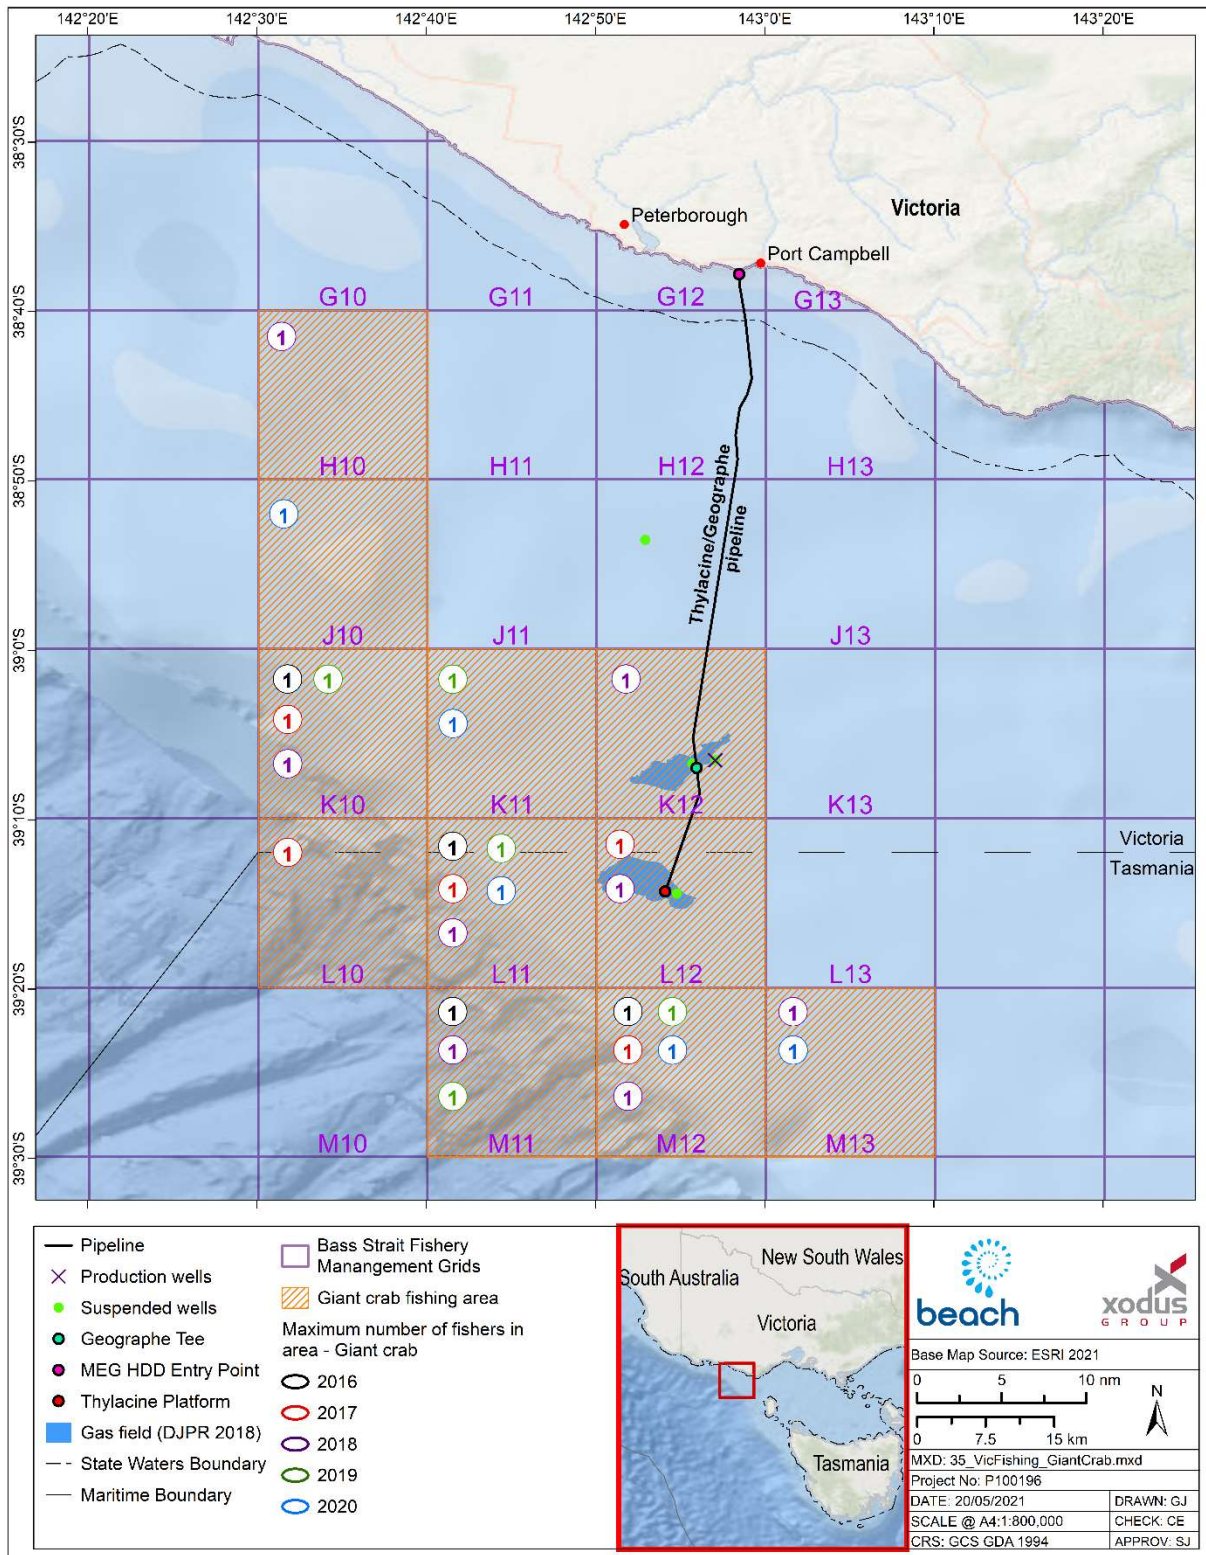 142°20'E 142°30'E 142°40'E 142°50'E 143°0'E 143°10'E 143°20'E
38°30'S
Peterborough
Victoria
Port Campbell
G10 G11 G12 G13
38°40'S
1
Thylacine/Geographe
pipeline
H10 H11 H12 H13
38°50'S
1
J10 J11 J13
39°0'S
1 1 1 1
1 1
1
K10 K11 K12 K13
39°10'S
1 1 1 1
Victoria
Tasmania
1 1 1
1
L10 L11 L12 L13
39°20'S
1 1 1 1
1 1 1 1
1 1
M10 M11 M12 M13
39°30'S
Pipeline
Production wells
Suspended wells
Geographe Tee
MEG HDD Entry Point
Thylacine Platform
Gas field (DJPR 2018)
State Waters Boundary
Maritime Boundary
Bass Strait Fishery
Manangement Grids
Giant crab fishing area
Maximum number of fishers in
area - Giant crab
2016
2017
2018
2019
2020
South Australia
New South Wales
Victoria
Tasmania
beach
xodus
GROUP
Base Map Source: ESRI 2021
0 5 10 nm
N
0 7.5 15 km
MXD: 35_VicFishing_GiantCrab.mxd
Project No: P100196
DATE: 20/05/2021 DRAWN: GJ
SCALE @ A4:1:800,000 CHECK: CE
CRS: GCS GDA 1994 APPROV: SJ